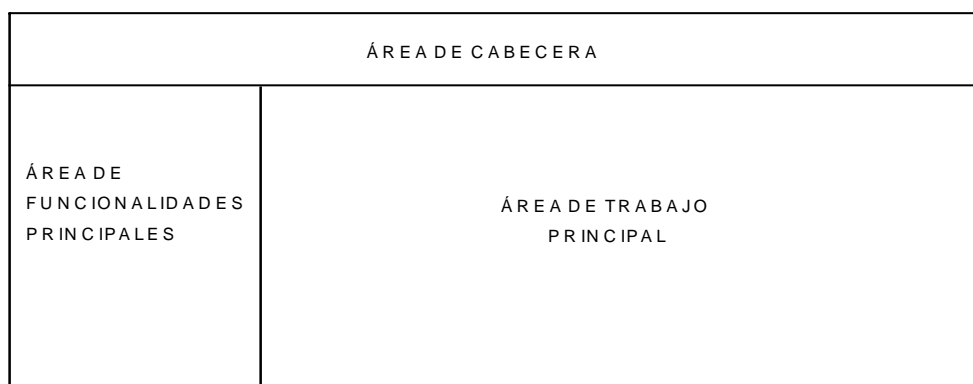 ÁREA DE CABECERA
ÁREA DE
FUNCIONALIDADES
PRINCIPALES
ÁREA DE TRABAJO
PRINCIPAL